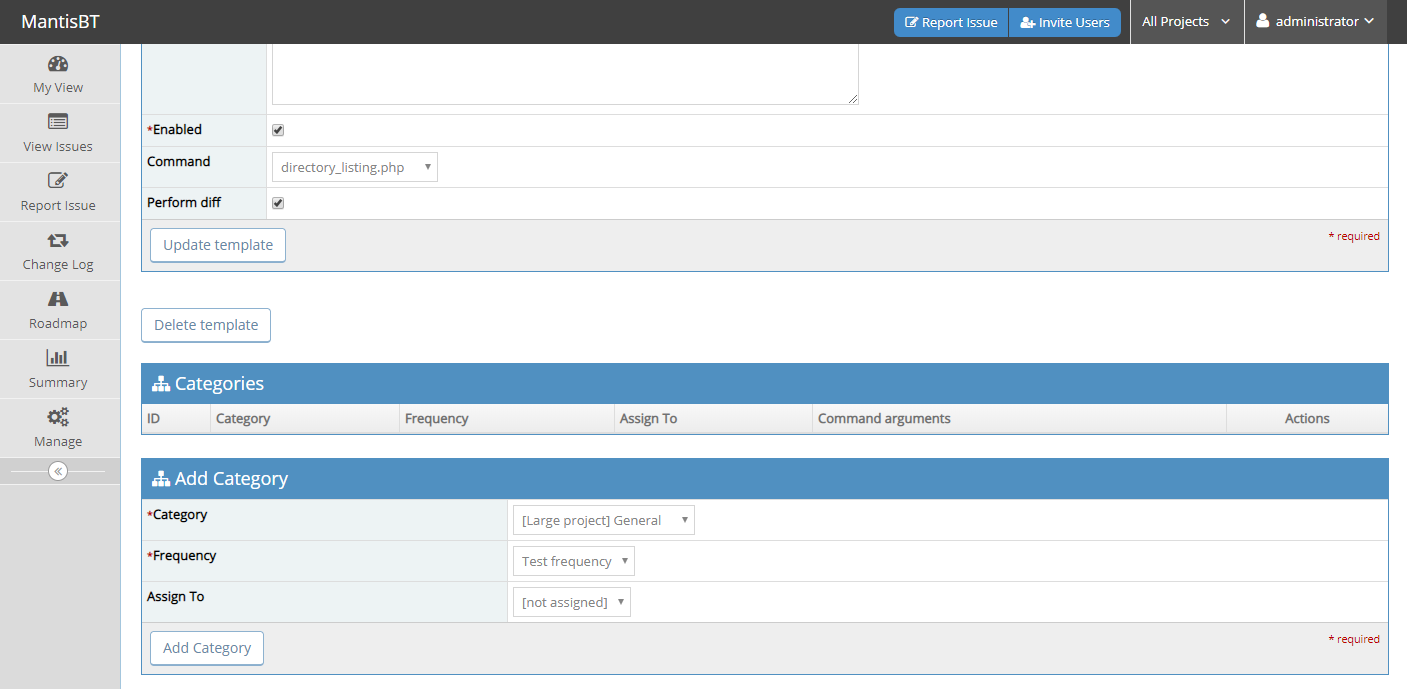 MantisBT
Report Issue
Invite Users
All Projects
administrator
My View
View Issues
Report Issue
Change Log
Roadmap
Summary
Manage
*Enabled
Command
directory_listing.php
Perform diff
Update template
* required
Delete template
Categories
ID Category Frequency Assign To Command arguments Actions
Add Category
*Category
[Large project] General
*Frequency
Test frequency
Assign To
[not assigned]
Add Category
* required